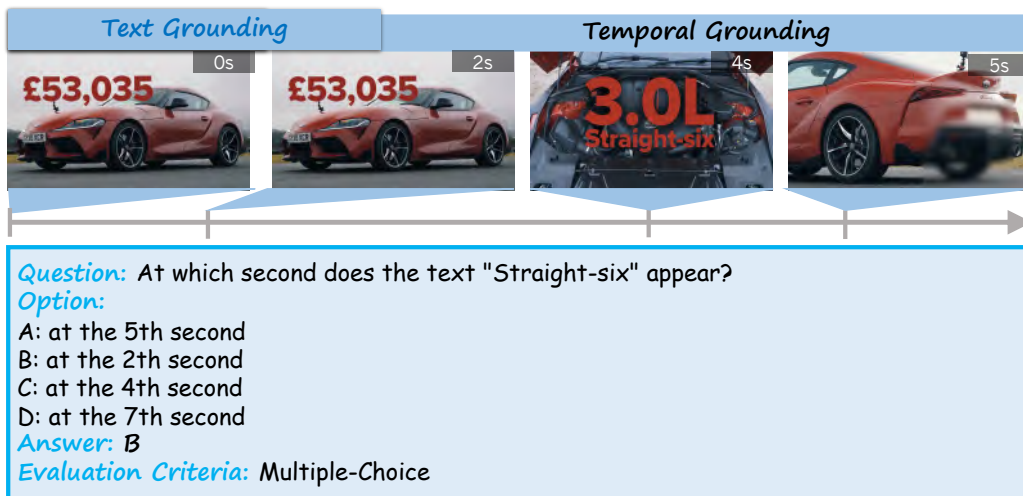 Text Grounding
Temporal Grounding
0s
2s
4s
5s
£53,035
£53,035
3.0L
Straight-six
Question: At which second does the text "Straight-six" appear?
Option:
A: at the 5th second
B: at the 2th second
C: at the 4th second
D: at the 7th second
Answer: B
Evaluation Criteria: Multiple-Choice